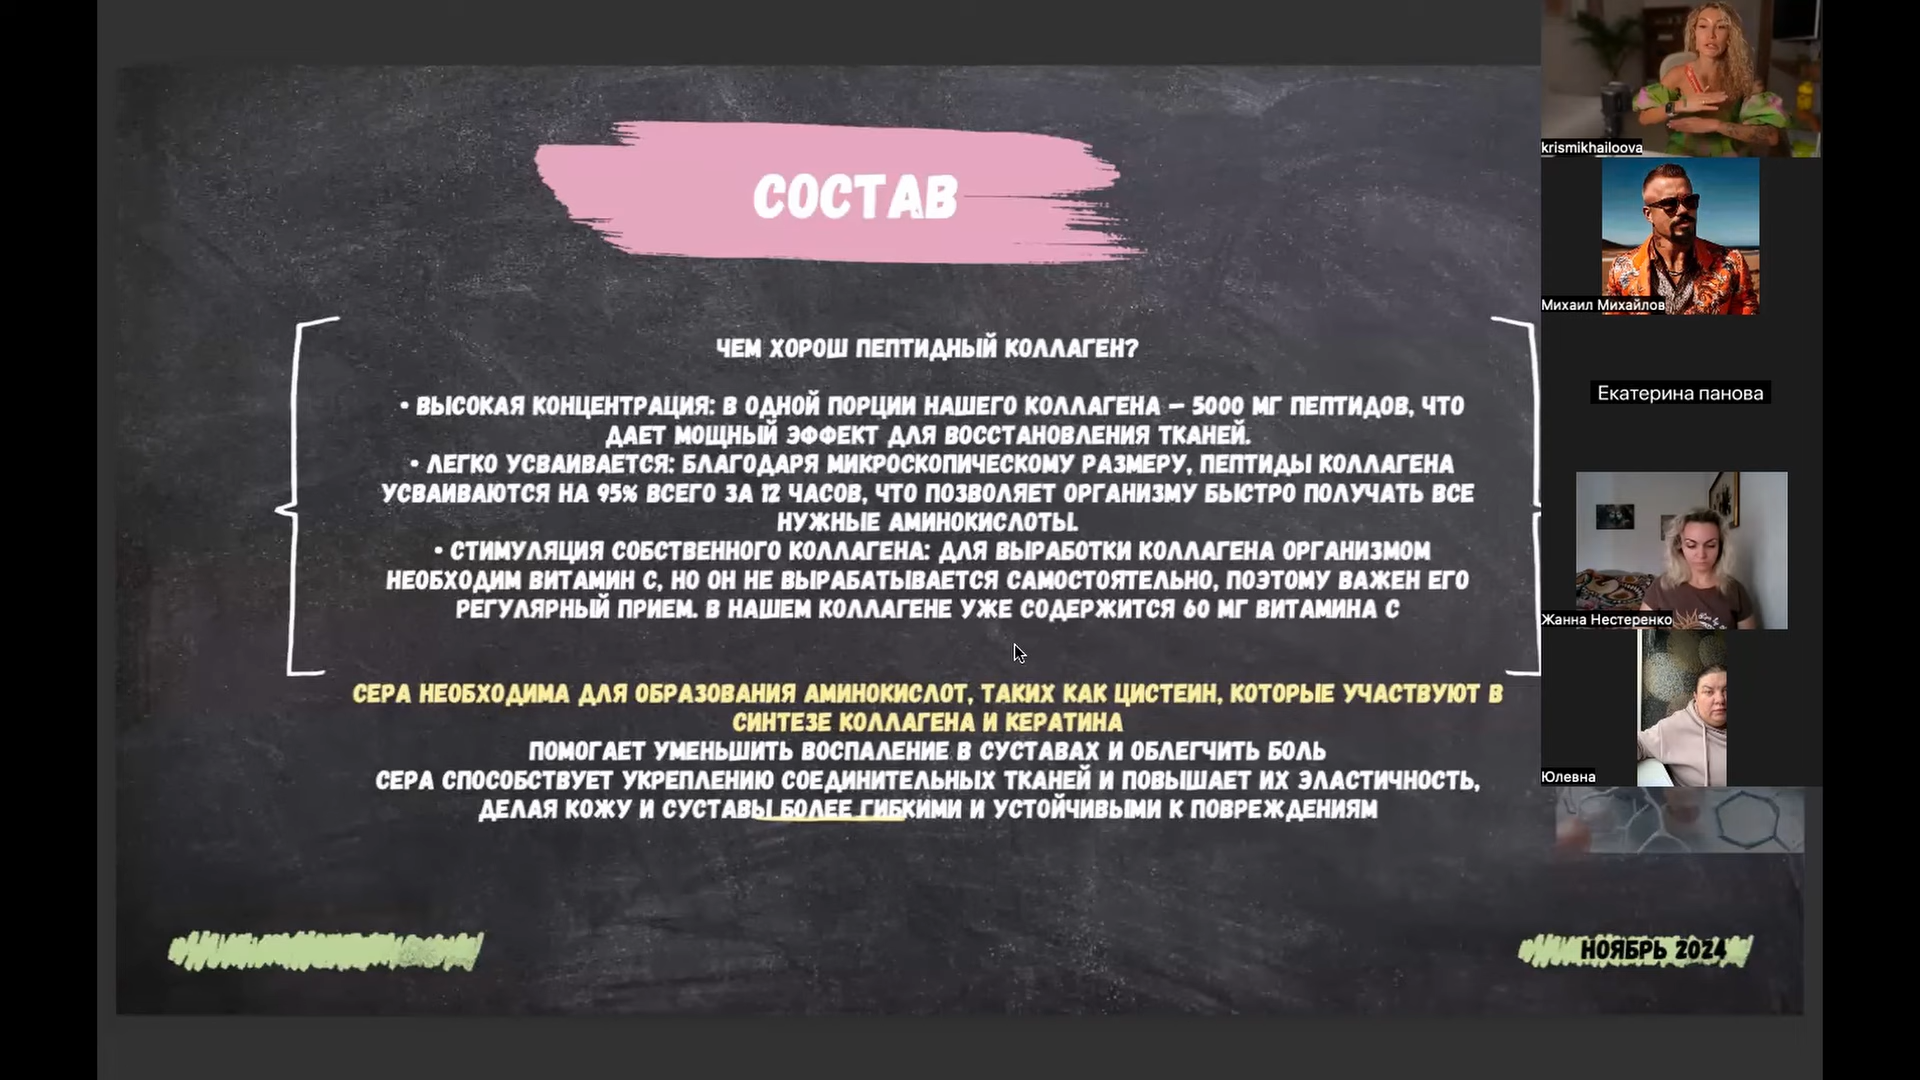 СОСТАВ
ЧЕМ ХОРОШ ПЕПТИДНЫЙ КОЛЛАГЕН?
• ВЫСОКАЯ КОНЦЕНТРАЦИЯ: В ОДНОЙ ПОРЦИИ НАШЕГО КОЛЛАГЕНА – 5000 МГ ПЕПТИДОВ, ЧТО
ДАЕТ МОЩНЫЙ ЭФФЕКТ ДЛЯ ВОССТАНОВЛЕНИЯ ТКАНЕЙ.
• ЛЕГКО УСВАИВАЕТСЯ: БЛАГОДАРЯ МИКРОСКОПИЧЕСКОМУ РАЗМЕРУ, ПЕПТИДЫ КОЛЛАГЕНА
УСВАИВАЮТСЯ НА 95% ВСЕГО ЗА 12 ЧАСОВ, ЧТО ПОЗВОЛЯЕТ ОРГАНИЗМУ БЫСТРО ПОЛУЧАТЬ ВСЕ
НУЖНЫЕ АМИНОКИСЛОТЫ.
• СТИМУЛЯЦИЯ СОБСТВЕННОГО КОЛЛАГЕНА: ДЛЯ ВЫРАБОТКИ КОЛЛАГЕНА ОРГАНИЗМОМ
НЕОБХОДИМ ВИТАМИН С, НО ОН НЕ ВЫРАБАТЫВАЕТСЯ САМОСТОЯТЕЛЬНО, ПОЭТОМУ ВАЖЕН ЕГО
РЕГУЛЯРНЫЙ ПРИЕМ. В НАШЕМ КОЛЛАГЕНЕ УЖЕ СОДЕРЖИТСЯ 60 МГ ВИТАМИНА С
СЕРА НЕОБХОДИМА ДЛЯ ОБРАЗОВАНИЯ АМИНОКИСЛОТ, ТАКИХ КАК ЦИСТЕИН, КОТОРЫЕ УЧАСТВУЮТ В
СИНТЕЗЕ КОЛЛАГЕНА И КЕРАТИНА
ПОМОГАЕТ УМЕНЬШИТЬ ВОСПАЛЕНИЕ В СУСТАВАХ И ОБЛЕГЧИТЬ БОЛЬ
СЕРА СПОСОБСТВУЕТ УКРЕПЛЕНИЮ СОЕДИНИТЕЛЬНЫХ ТКАНЕЙ И ПОВЫШАЕТ ИХ ЭЛАСТИЧНОСТЬ,
ДЕЛАЯ КОЖУ И СУСТАВЫ БОЛЕЕ ГИБКИМИ И УСТОЙЧИВЫМИ К ПОВРЕЖДЕНИЯМ
НОЯБРЬ 2024
krismikhailoova
Михаил Михайлов
Екатерина панова
Жанна Нестеренко
Юлевна